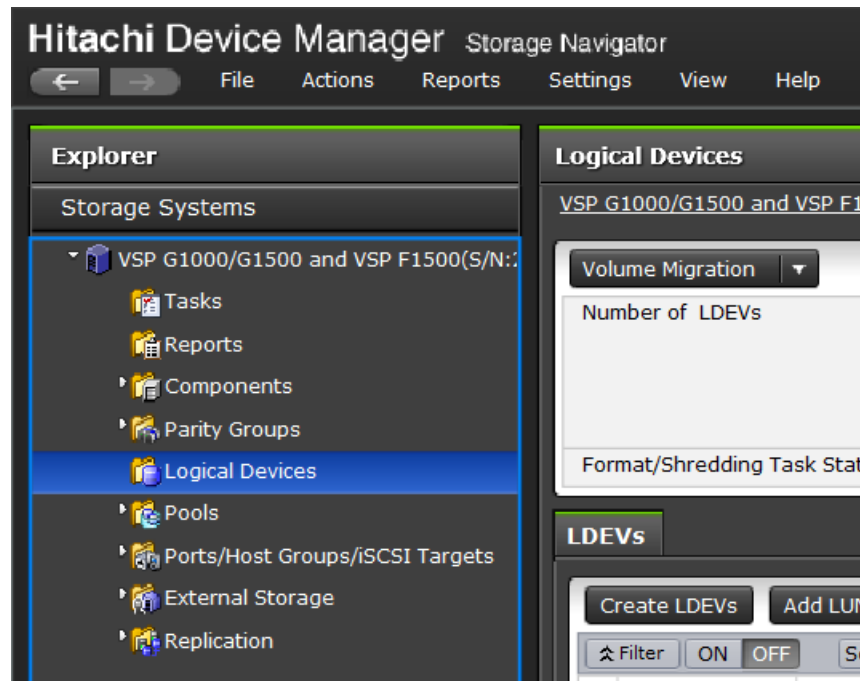 Hitachi Device Manager Storage Navigator
File Actions Reports Settings View Help
Explorer
Storage Systems
VSP G1000/G1500 and VSP F1500(S/N:
Tasks
Reports
Components
Parity Groups
Logical Devices
Pools
Ports/Host Groups/iSCSI Targets
External Storage
Replication
Logical Devices
VSP G1000/G1500 and VSP
Volume Migration
Number of LDEVs
Format/Shredding Task
LDEVs
Create LDEVs Add
Filter ON OFF